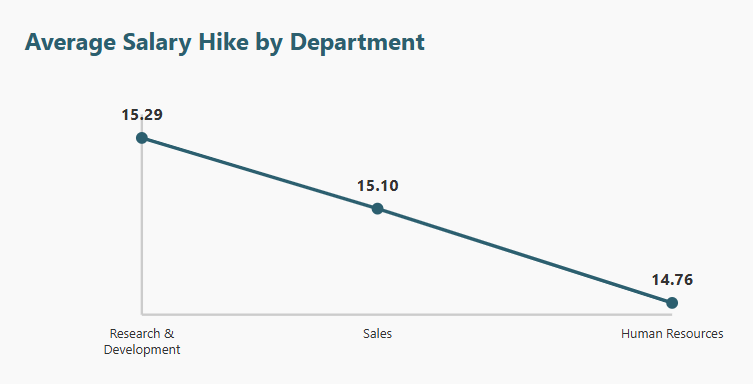 Average Salary Hike by Department
15.29
15.10
14.76
Research &
Development
Sales
Human Resources